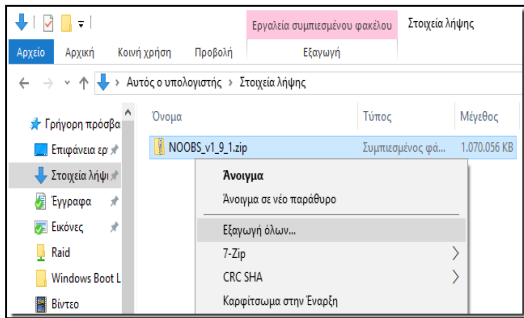 Εργαλεία συμπιεσμένου φακέλου Στοιχεία λήψης
Αρχείο Αρχική Κοινή χρήση Προβολή Εξαγωγή
Αυτός ο υπολογιστής > Στοιχεία λήψης
Όνομα Τύπος Μέγεθος
Γρήγορη πρόσβα
NOOBS_v1_9_1.zip Συμπιεσμένος φά... 1.070.056 KB
Επιφάνεια ερ
Στοιχεία λήψι
Έγγραφα
Εικόνες
Raid
Windows Boot L
Βίντεο
Άνοιγμα
Άνοιγμα σε νέο παράθυρο
Εξαγωγή όλων...
7-Zip
CRC SHA
Καρφίτσωμα στην Έναρξη